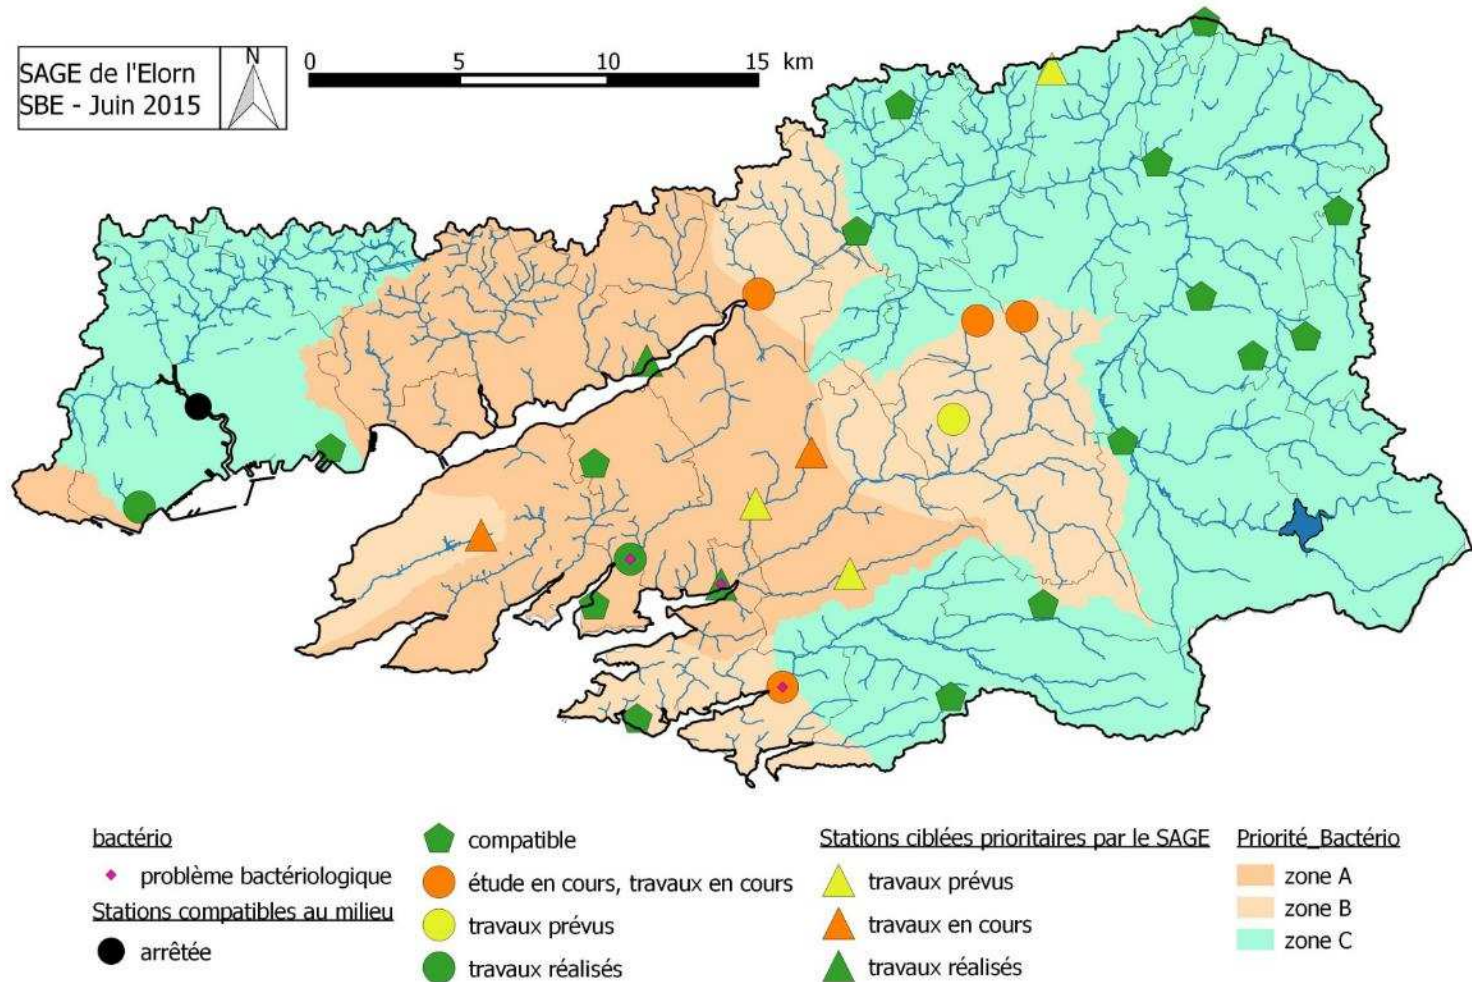 SAGE de l'Elorn
SBE - Juin 2015
N
0 5 10 15 km
bactério
problème bactériologique
Stations compatibles au milieu
arrêtée
compatible
étude en cours, travaux en cours
travaux prévus
travaux réalisés
Stations ciblées prioritaires par le SAGE
travaux prévus
travaux en cours
travaux réalisés
Priorité_Bactério
zone A
zone B
zone C